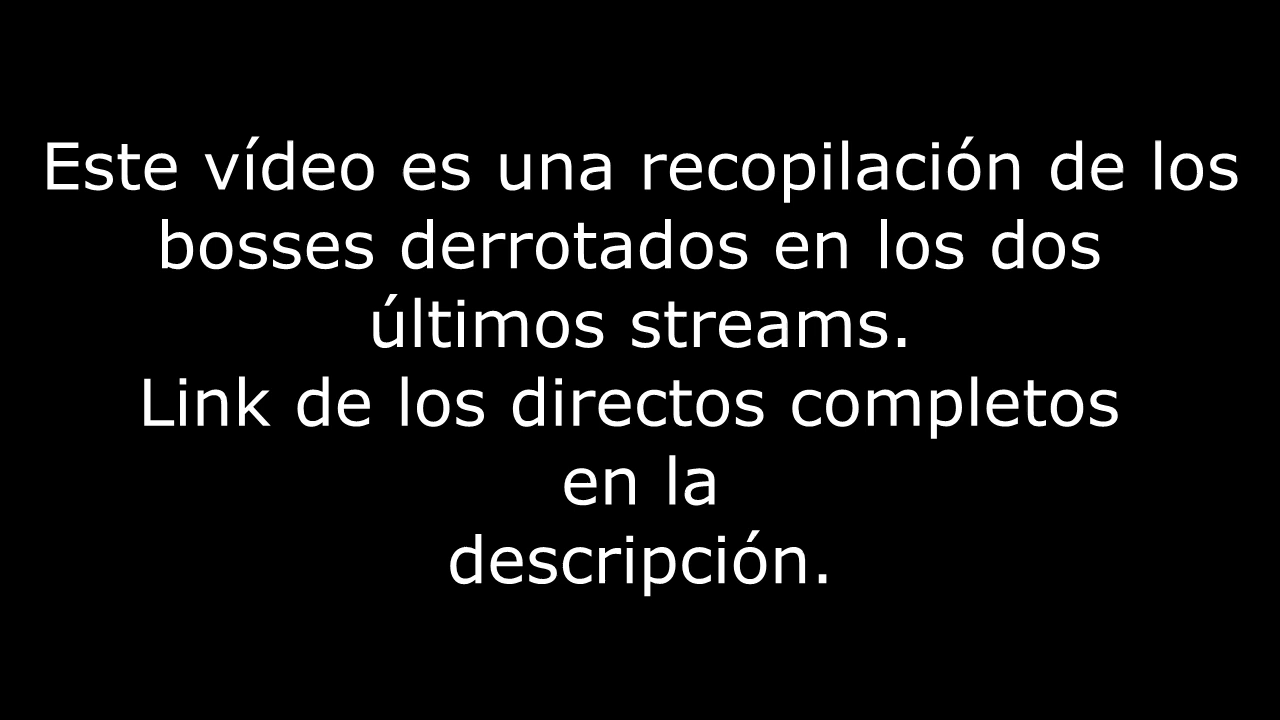 Este vídeo es una recopilación de los
bosses derrotados en los dos
últimos streams.
Link de los directos completos
en la
descripción.